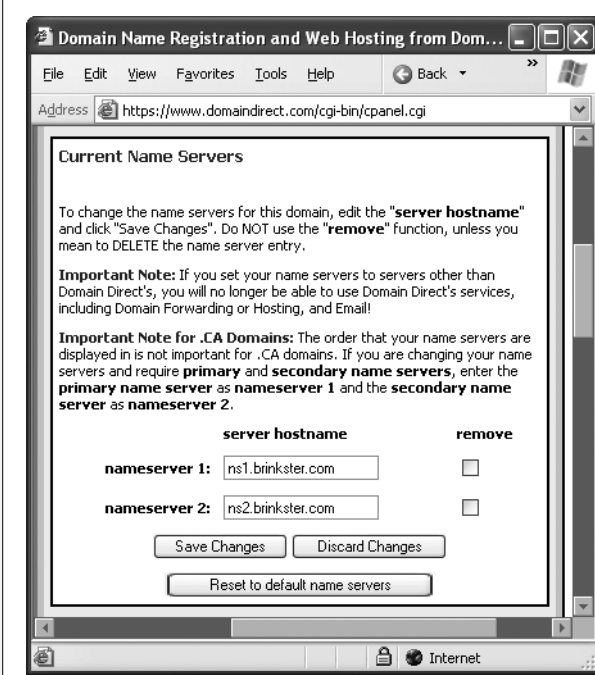 Domain Name Registration and Web Hosting from Dom...
File Edit View Favorites Tools Help Back »
Address https://www.domaindirect.com/cgi-bin/cpanel.cgi
Current Name Servers
To change the name servers for this domain, edit the "server hostname"
and click "Save Changes". Do NOT use the "remove" function, unless you
mean to DELETE the name server entry.
Important Note: If you set your name servers to servers other than
Domain Direct's, you will no longer be able to use Domain Direct's services,
including Domain Forwarding or Hosting, and Email!
Important Note for .CA Domains: The order that your name servers are
displayed in is not important for .CA domains. If you are changing your name
servers and require primary and secondary name servers, enter the
primary name server as nameserver 1 and the secondary name
server as nameserver 2.
server hostname remove
nameserver 1: ns1.brinkster.com
nameserver 2: ns2.brinkster.com
Save Changes Discard Changes
Reset to default name servers
Internet